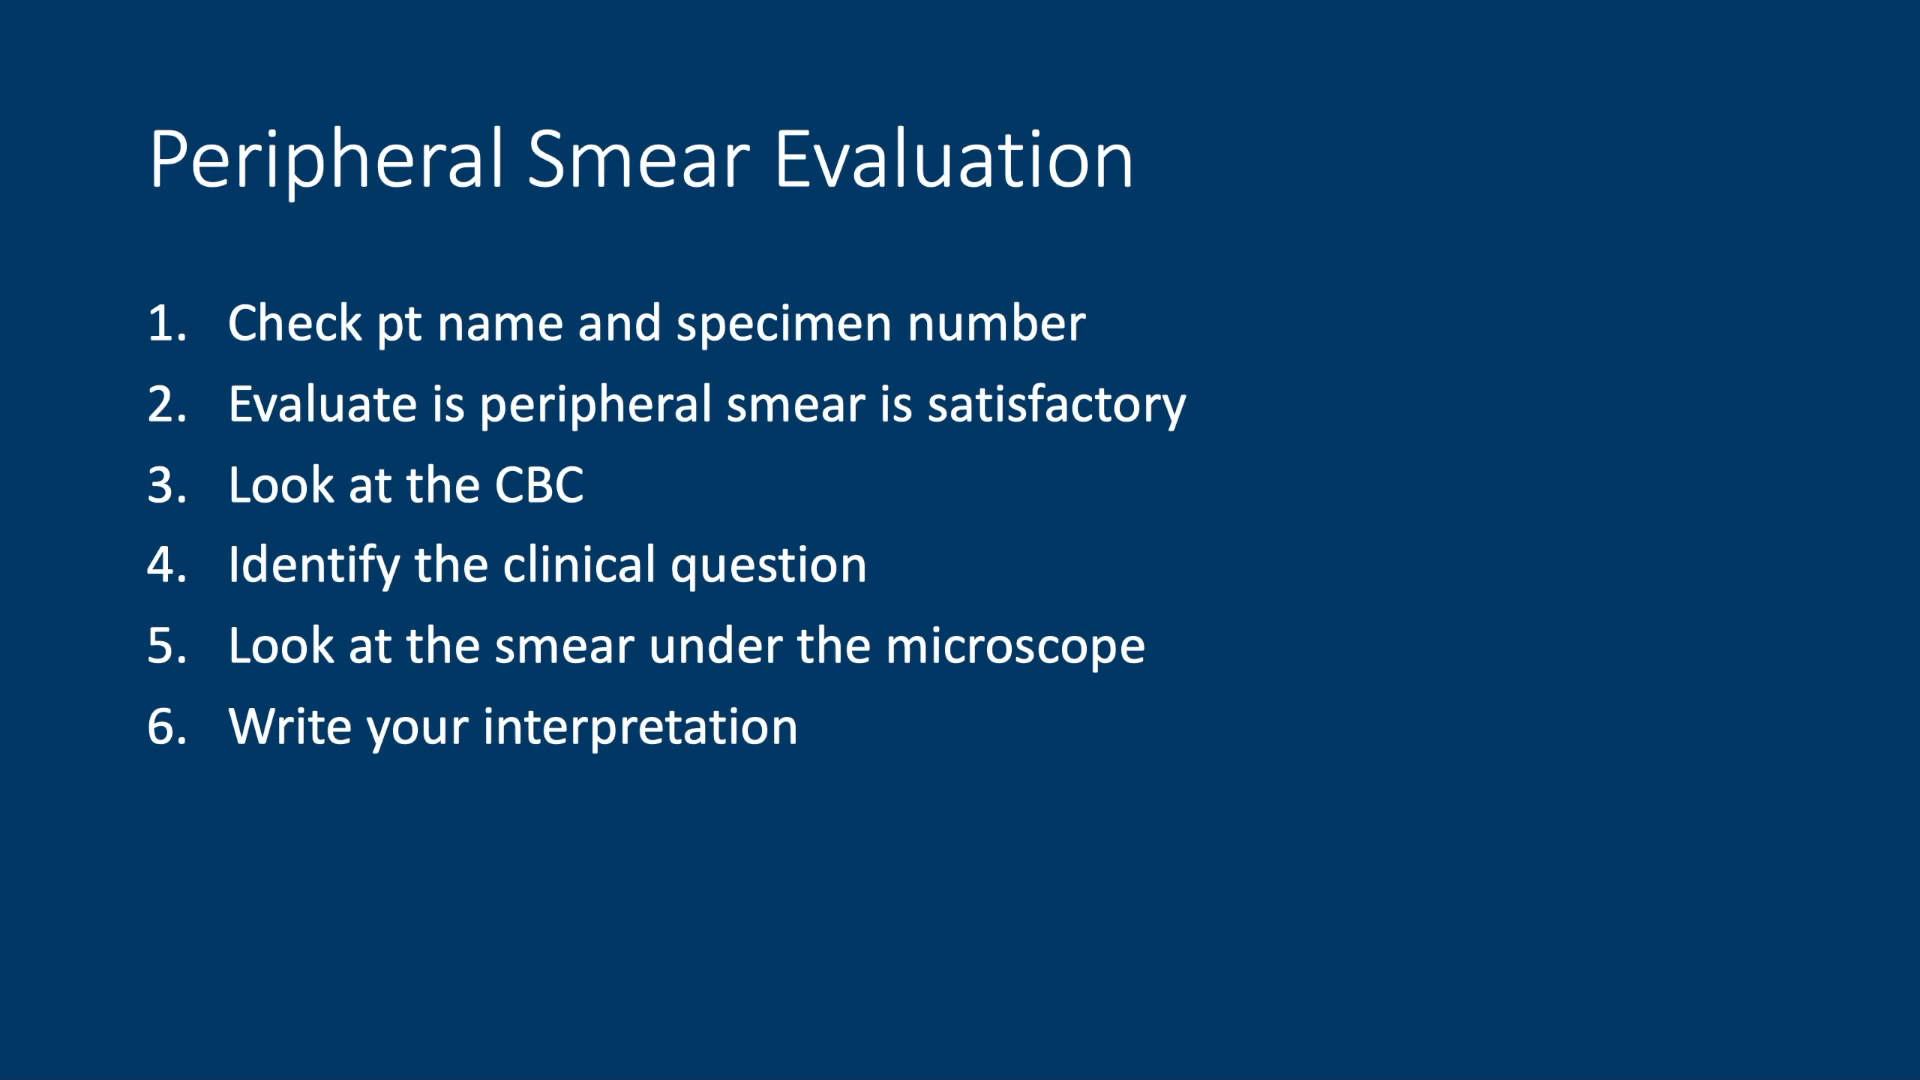 Peripheral Smear Evaluation
1. Check pt name and specimen number
2. Evaluate is peripheral smear is satisfactory
3. Look at the CBC
4. Identify the clinical question
5. Look at the smear under the microscope
6. Write your interpretation